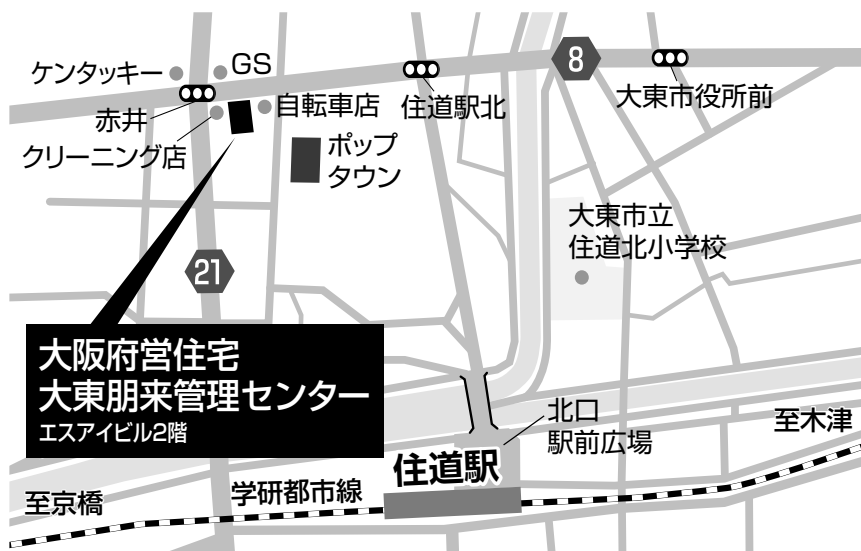 ケンタッキー
GS
8
赤井
自転車店
住道駅北
大東市役所前
クリーニング店
ポップ
タウン
大東市立
住道北小学校
21
大阪府営住宅
大東朋来管理センター
エスアイビル2階
北口
駅前広場
至木津
住道駅
学研都市線
至京橋